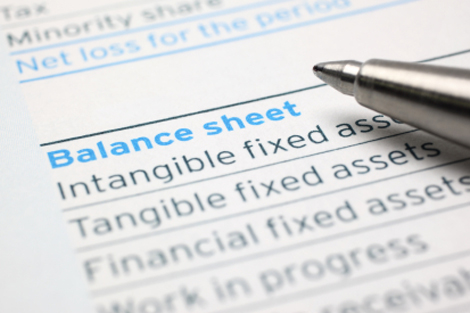 Tax
Minority share
Net loss for the period
Balance sheet
Intangible fixed assets
Tangible fixed assets
Financial fixed assets
Work in progress
receivable